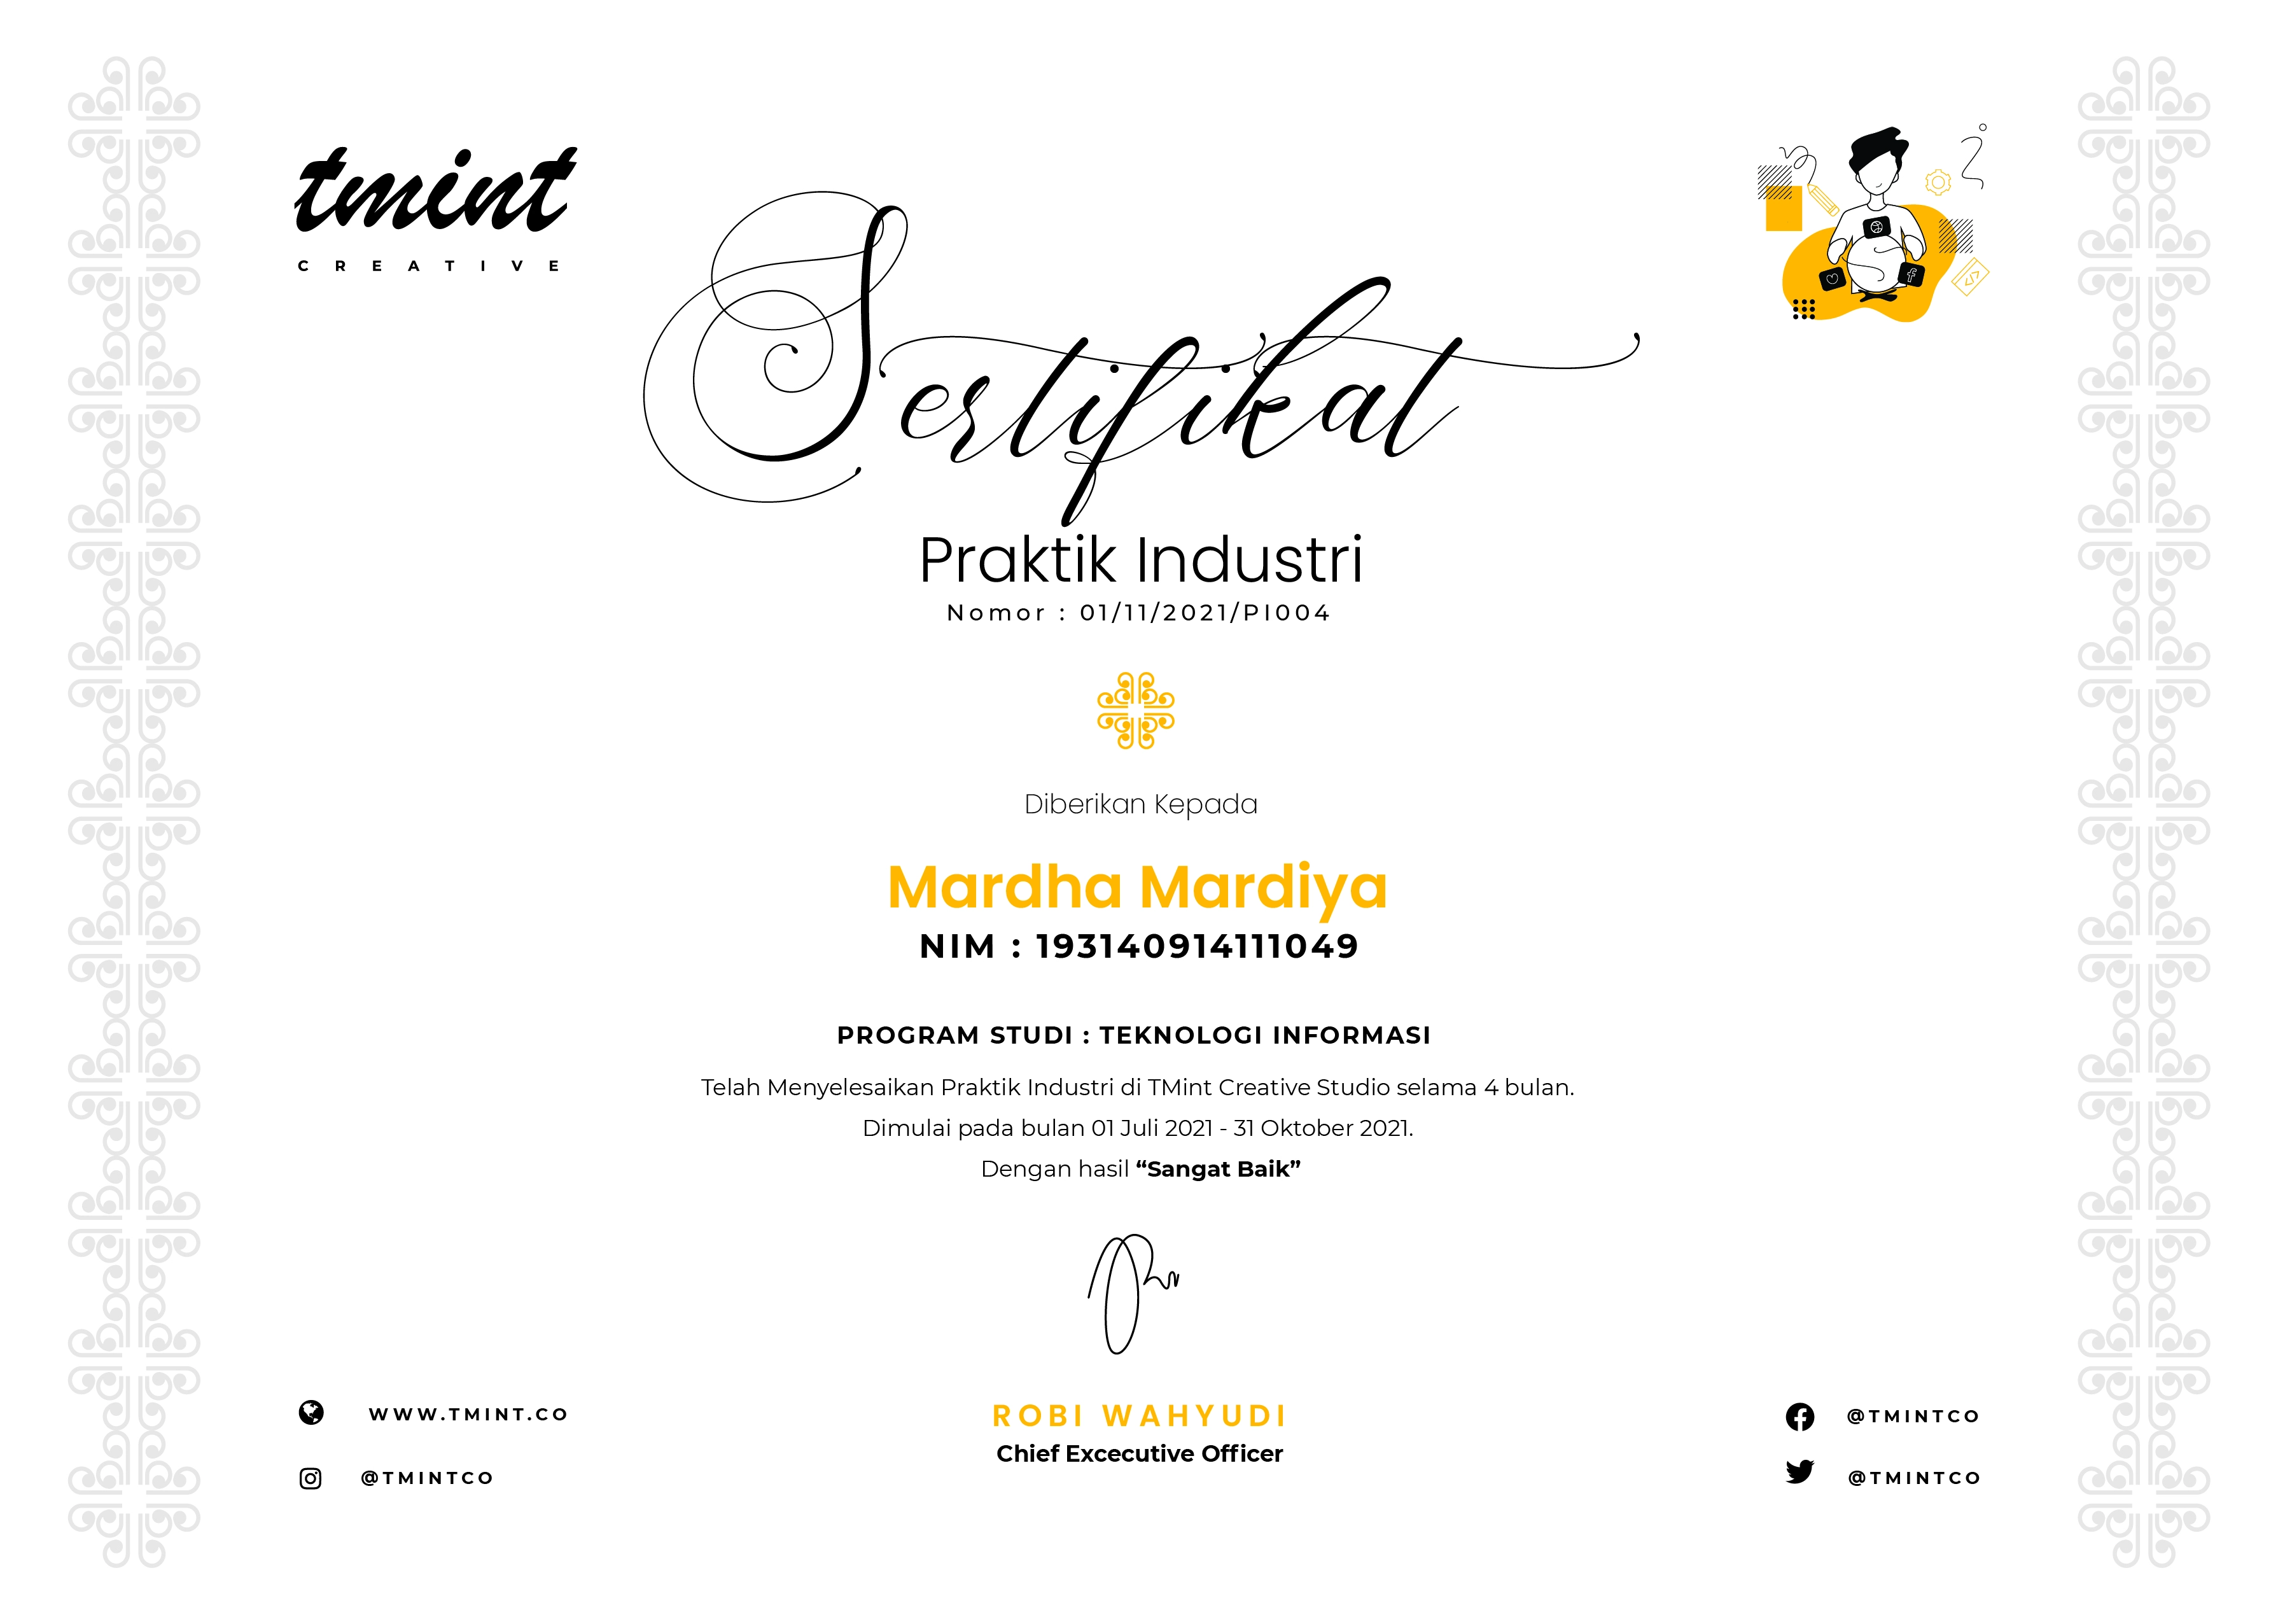 tmint
CREATIVE
Sertifikat
Praktik Industri
Nomor : 01/11/2021/PI004
Diberikan Kepada
Mardha Mardiya
NIM : 193140914111049
PROGRAM STUDI : TEKNOLOGI INFORMASI
Telah Menyelesaikan Praktik Industri di TMint Creative Studio selama 4 bulan.
Dimulai pada bulan 01 Juli 2021 - 31 Oktober 2021.
Dengan hasil “Sangat Baik”
ROBI WAHYUDI
Chief Excecutive Officer
WWW.TMINT.CO
@TMINTCO
@TMINTCO
@TMINTCO